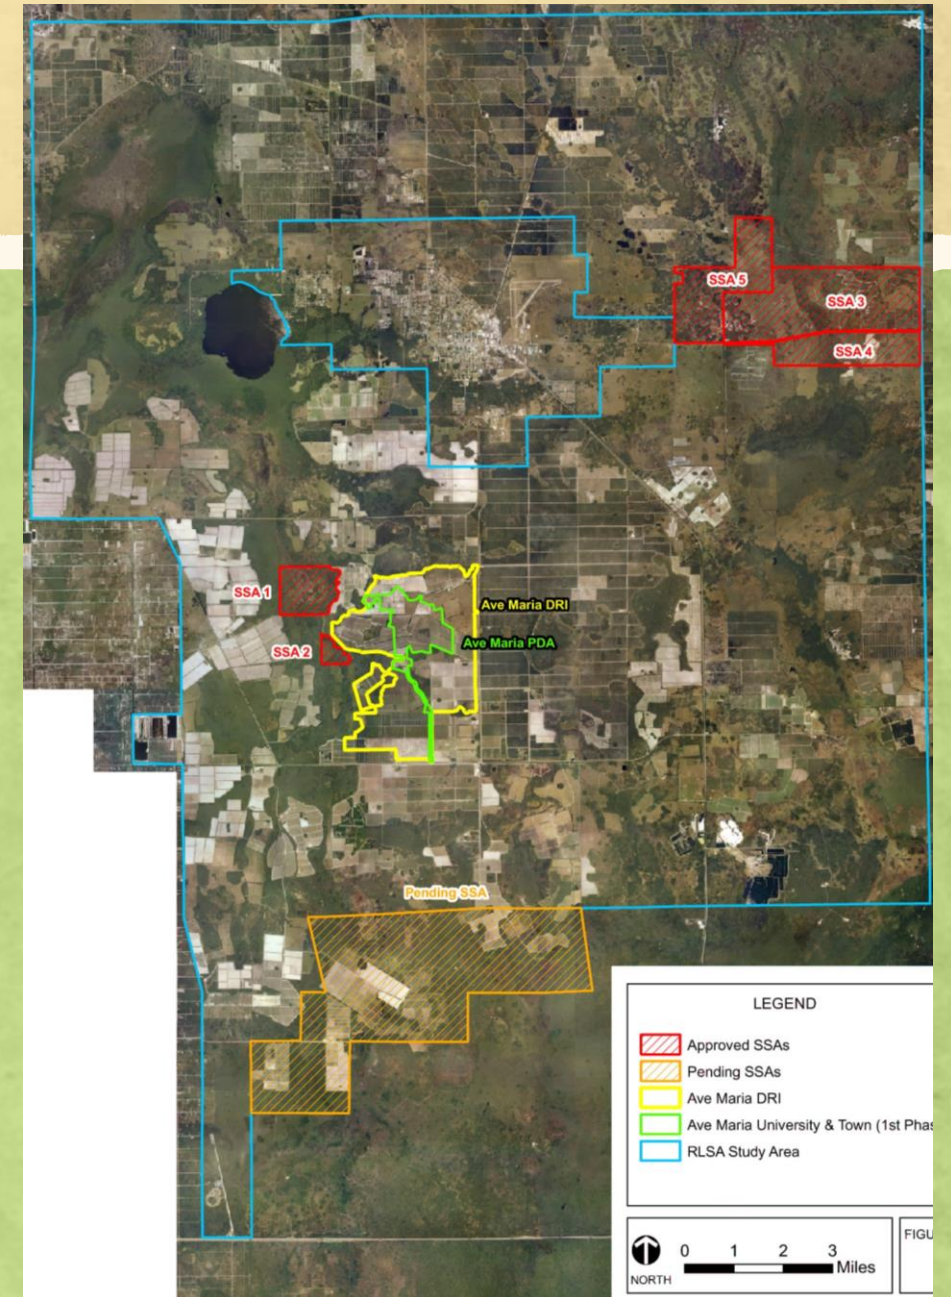 SSA 5
SSA 3
SSA 4
SSA 1
Ave Maria DRI
Ave Maria PDA
SSA 2
Pending SSA
LEGEND
Approved SSAs
Pending SSAs
Ave Maria DRI
Ave Maria University & Town (1st Phas
RLSA Study Area
NORTH
0 1 2 3
Miles
FIGU